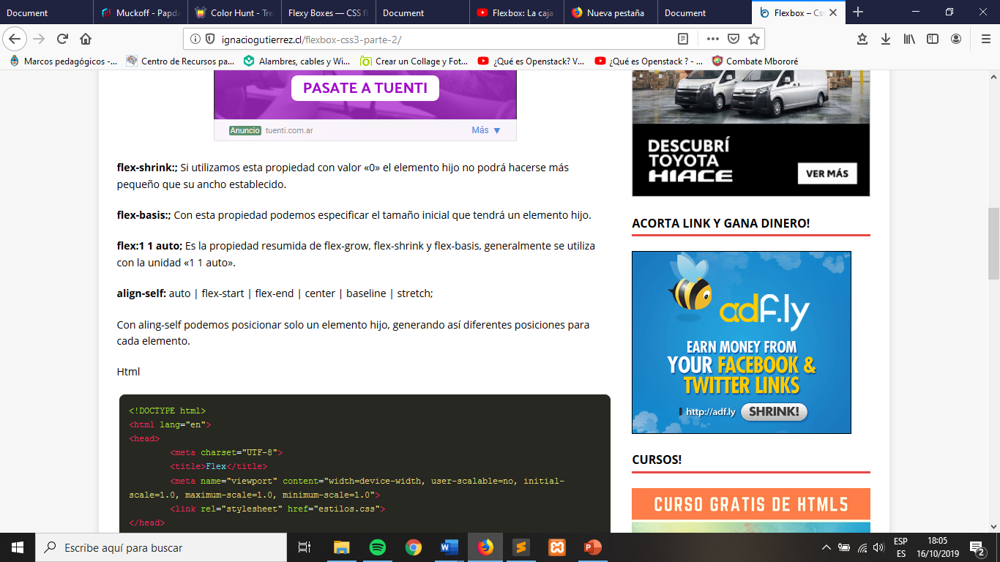 Document
Muckoff - Papda
Color Hunt - Tre
Flexy Boxes — CSS fl
Document
Flexbox: La caja
Nueva pestaña
Document
Flexbox – Css
ignaciogutierrez.cl/flexbox-css3-parte-2/
Marcos pedagógicos -...
Centro de Recursos pa...
Alambres, cables y Wi...
Crear un Collage y Fot...
¿Qué es Openstack? V...
¿Qué es Openstack ? - ...
Combate Mbororé
PASATE A TUENTI
Anuncio tuenti.com.ar
Más
flex-shrink:; Si utilizamos esta propiedad con valor «0» el elemento hijo no podrá hacerse más
pequeño que su ancho establecido.
flex-basis:; Con esta propiedad podemos especificar el tamaño inicial que tendrá un elemento hijo.
flex:1 1 auto; Es la propiedad resumida de flex-grow, flex-shrink y flex-basis, generalmente se utiliza
con la unidad «1 1 auto».
align-self: auto | flex-start | flex-end | center | baseline | stretch;
Con aling-self podemos posicionar solo un elemento hijo, generando así diferentes posiciones para
cada elemento.
Html
<!DOCTYPE html>
<html lang="en">
<head>
<meta charset="UTF-8">
<title>Flex</title>
<meta name="viewport" content="width=device-width, user-scalable=no, initial-
scale=1.0, maximum-scale=1.0, minimum-scale=1.0">
<link rel="stylesheet" href="estilos.css">
</head>
DESCUBRÍ
TOYOTA
HIACE
VER MÁS
ACORTA LINK Y GANA DINERO!
adf.ly
EARN MONEY FROM
YOUR FACEBOOK &
TWITTER LINKS
http://adf.ly SHRINK!
CURSOS!
CURSO GRATIS DE HTML5
Escribe aquí para buscar
ESP
ES
18:05
16/10/2019
2